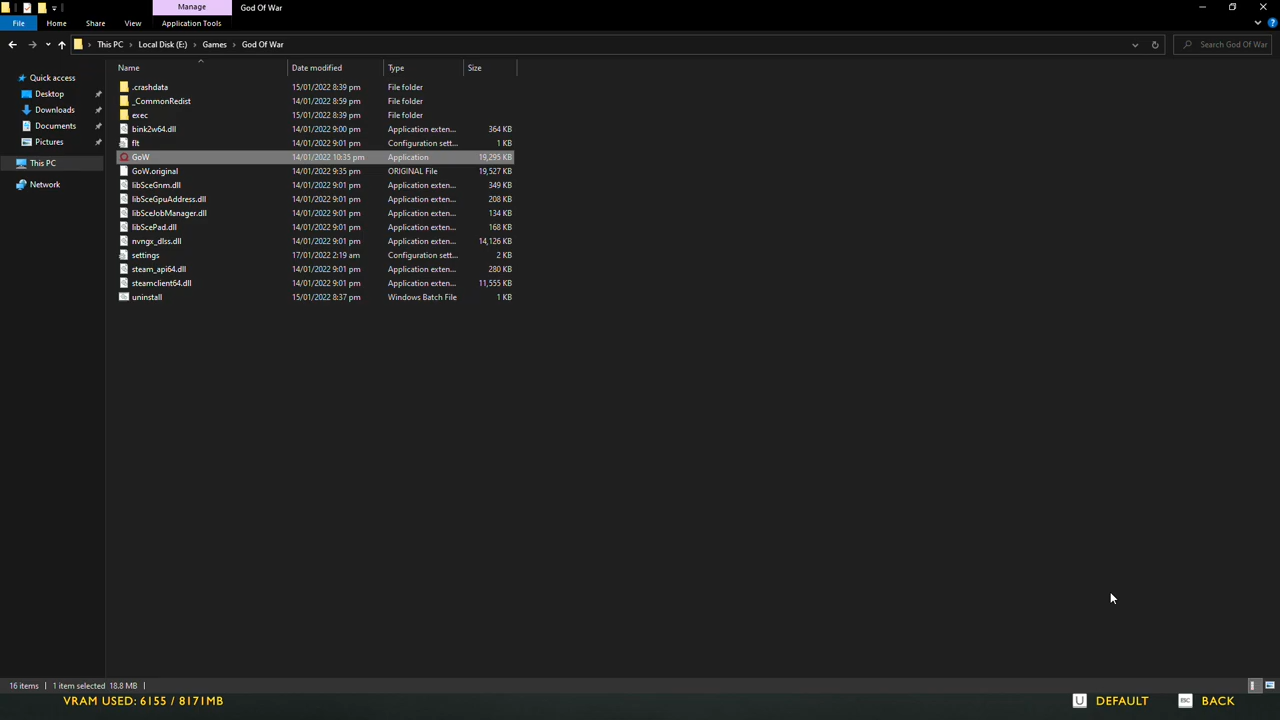 Manage
God Of War
File Home Share View Application Tools
This PC > Local Disk (E:) > Games > God Of War
Search God Of War
Name Date modified Type Size
Quick access
Desktop
Downloads
Documents
Pictures
This PC
Network
.crashdata 15/01/2022 8:39 pm File folder
_CommonRedist 14/01/2022 8:59 pm File folder
exec 15/01/2022 8:39 pm File folder
bink2w64.dll 14/01/2022 9:00 pm Application exten... 364 KB
flt 14/01/2022 9:01 pm Configuration sett... 1 KB
GoW 14/01/2022 10:35 pm Application 19,295 KB
GoW.original 14/01/2022 9:35 pm ORIGINAL File 19,527 KB
libSceGnm.dll 14/01/2022 9:01 pm Application exten... 349 KB
libSceGpuAddress.dll 14/01/2022 9:01 pm Application exten... 208 KB
libSceJobManager.dll 14/01/2022 9:01 pm Application exten... 134 KB
libScePad.dll 14/01/2022 9:01 pm Application exten... 168 KB
nvngx_dlss.dll 14/01/2022 9:01 pm Application exten... 14,126 KB
settings 17/01/2022 2:19 am Configuration sett... 2 KB
steam_api64.dll 14/01/2022 9:01 pm Application exten... 280 KB
steamclient64.dll 14/01/2022 9:01 pm Application exten... 11,555 KB
uninstall 15/01/2022 8:37 pm Windows Batch File 1 KB
16 items 1 item selected 18.8 MB
VRAM USED: 6155 / 8171MB
U DEFAULT BC BACK